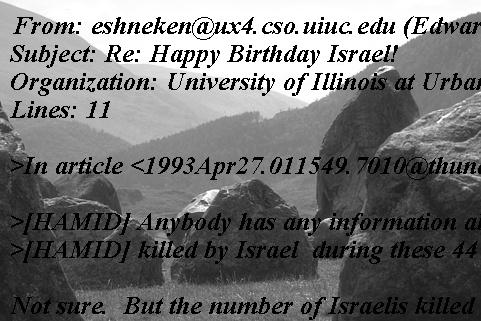 From: eshneken@ux4.cso.uiuc.edu (Edwar
Subject: Re: Happy Birthday Israel!
Organization: University of Illinois at Urba
Lines: 11
>In article <1993Apr27.011549.7010@thun
>[HAMID] Anybody has any information a
>[HAMID] killed by Israel during these 44
Not sure. But the number of Israelis killed